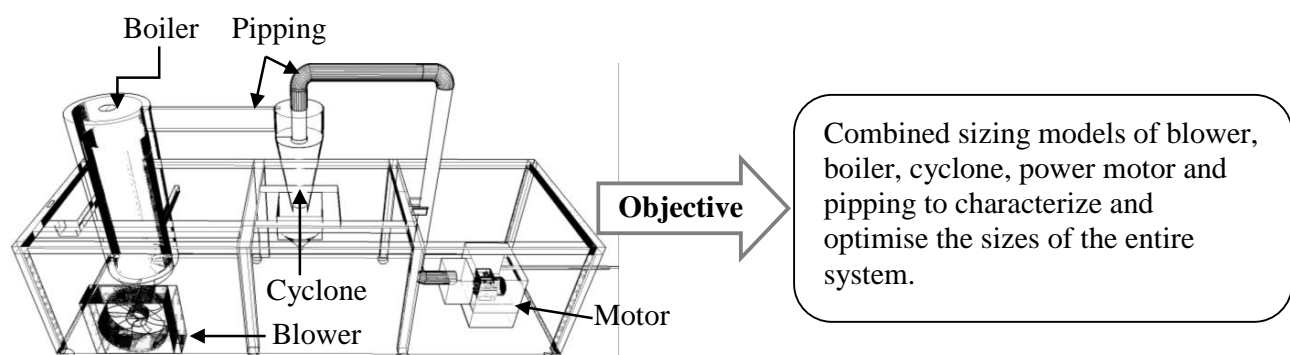 Boiler
Pipping
Cyclone
Blower
Motor
Objective
Combined sizing models of blower,
boiler, cyclone, power motor and
pipping to characterize and
optimise the sizes of the entire
system.